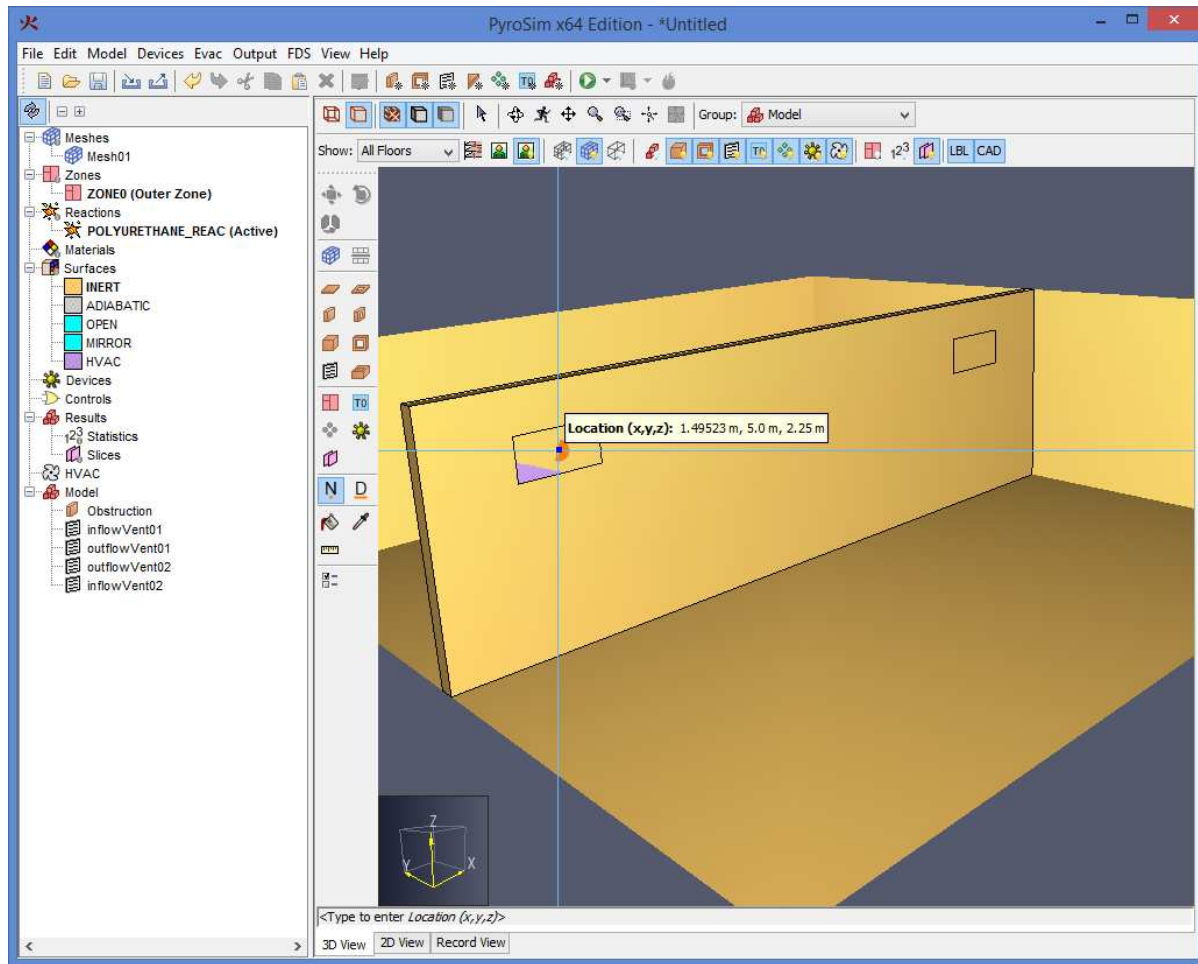 火
PyroSim x64 Edition - *Untitled
File Edit Model Devices Evac Output FDS View Help
Group: Model
Show: All Floors
123
LBL CAD
Meshes
Mesh01
Zones
ZONE0 (Outer Zone)
Reactions
POLYURETHANE_REAC (Active)
Materials
Surfaces
INERT
ADIABATIC
OPEN
MIRROR
HVAC
Devices
Controls
Results
123 Statistics
Slices
HVAC
Model
Obstruction
inflowVent01
outflowVent01
outflowVent02
inflowVent02
N D
Location (x,y,z): 1.49523 m, 5.0 m, 2.25 m
Z
Y X
<Type to enter Location (x,y,z)>
3D View 2D View Record View